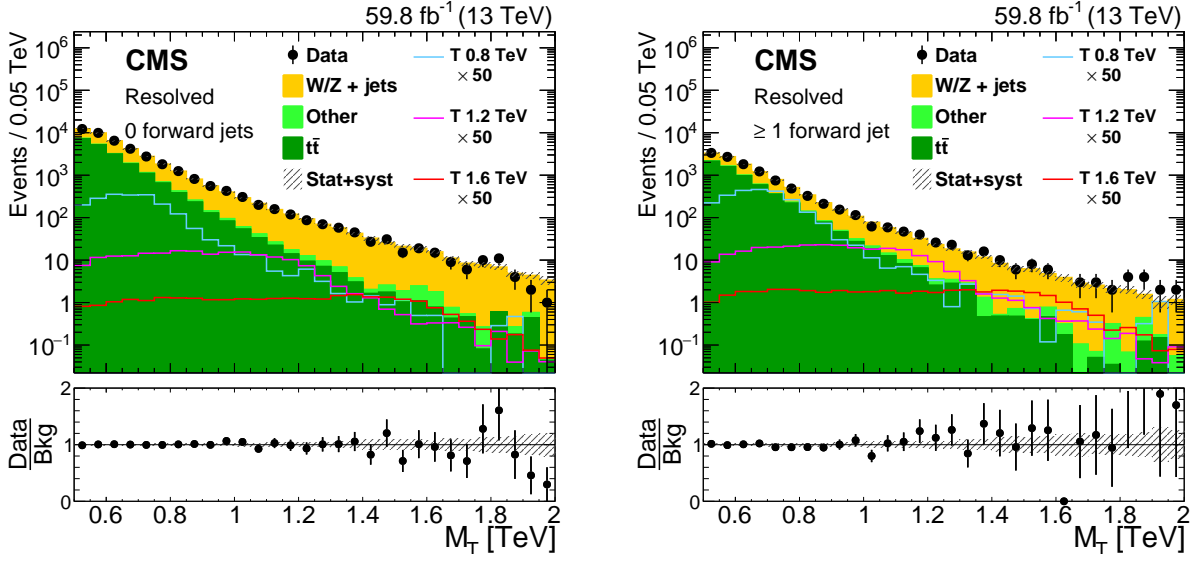 59.8 fb⁻¹ (13 TeV)
Events / 0.05 TeV
10⁶
10⁵
10⁴
10³
10²
10
1
10⁻¹
CMS
Resolved
0 forward jets
Data
W/Z + jets
Other
tt̄
Stat+syst
T 0.8 TeV
× 50
T 1.2 TeV
× 50
T 1.6 TeV
× 50
Data
Bkg
2
1
0
0.6 0.8 1 1.2 1.4 1.6 1.8 2
M_T [TeV]
59.8 fb⁻¹ (13 TeV)
Events / 0.05 TeV
10⁶
10⁵
10⁴
10³
10²
10
1
10⁻¹
CMS
Resolved
≥ 1 forward jet
Data
W/Z + jets
Other
tt̄
Stat+syst
T 0.8 TeV
× 50
T 1.2 TeV
× 50
T 1.6 TeV
× 50
Data
Bkg
2
1
0
0.6 0.8 1 1.2 1.4 1.6 1.8 2
M_T [TeV]